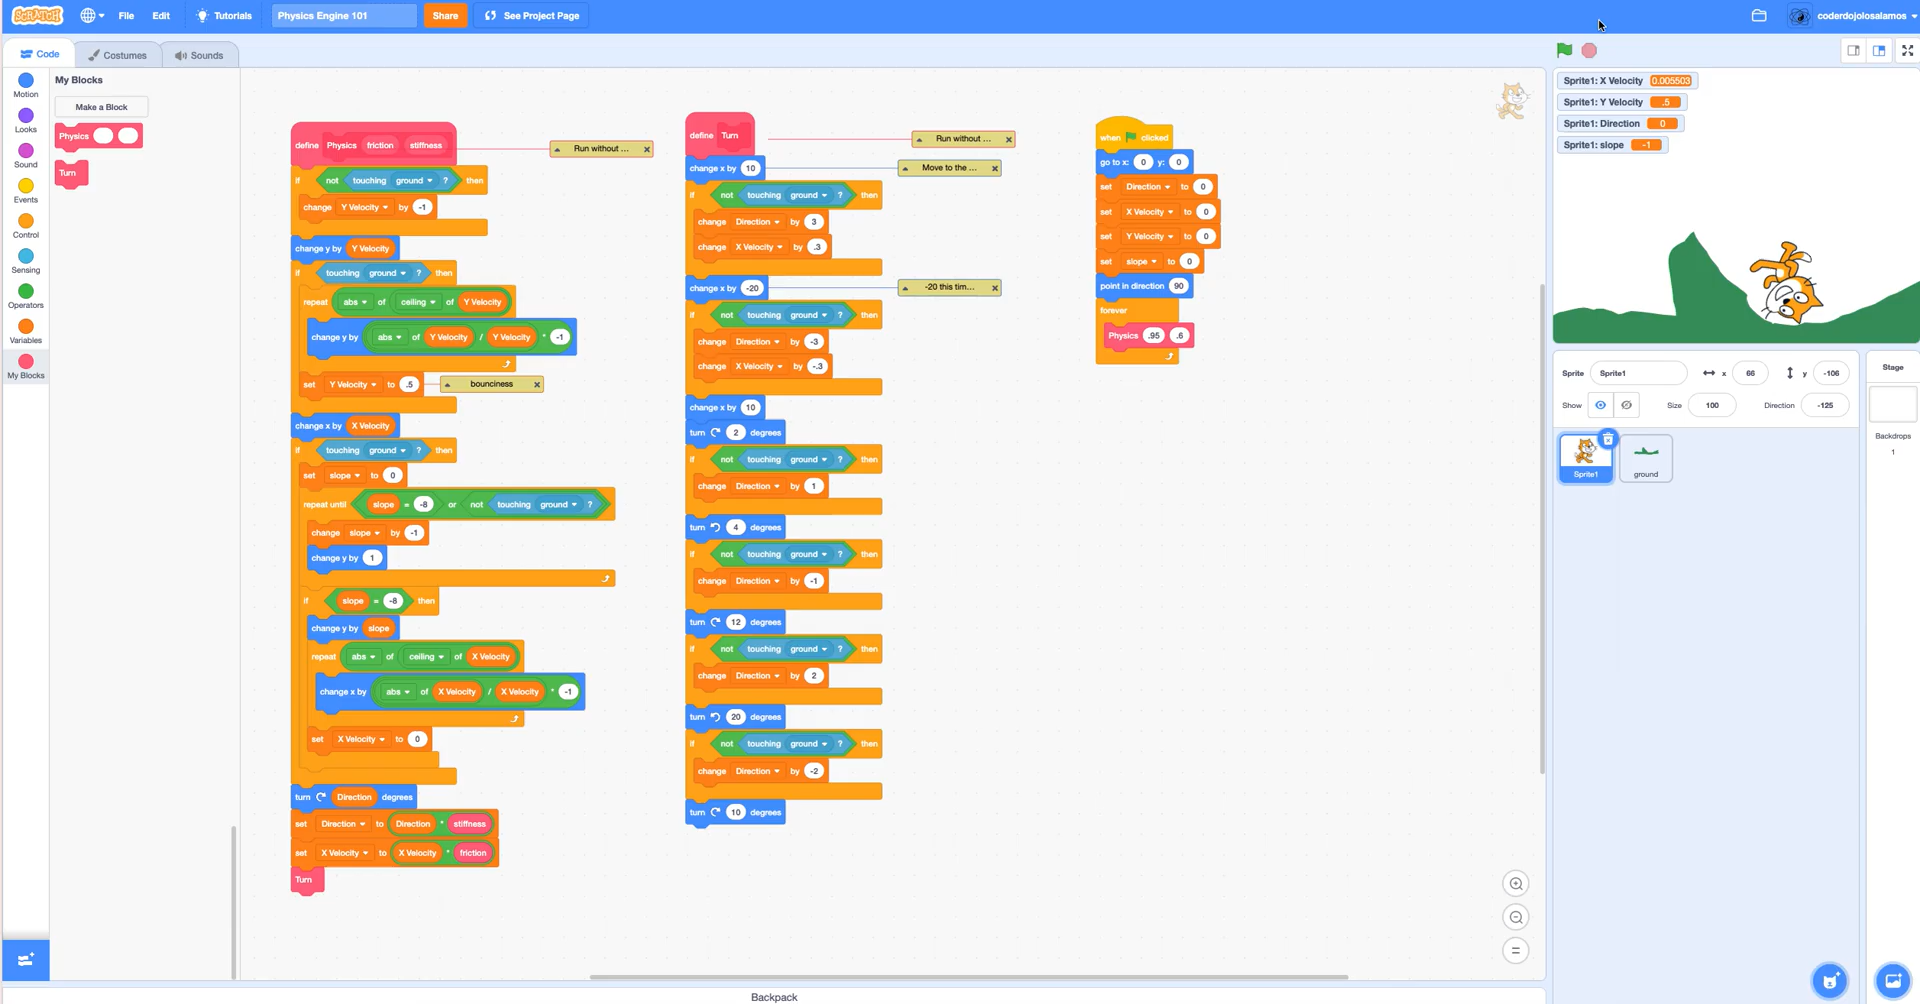 SCRATCH File Edit Tutorials Physics Engine 101 Share See Project Page coderdojolosalamos
Code Costumes Sounds
Motion
Looks
Sound
Events
Control
Sensing
Operators
Variables
My Blocks
My Blocks
Make a Block
Physics
Turn
define Physics friction stiffness
Run without ...
if not touching ground ? then
change Y Velocity by -1
change y by Y Velocity
if touching ground ? then
repeat abs of ceiling of Y Velocity
change y by abs of Y Velocity / Y Velocity * -1
set Y Velocity to .5
bounciness
change x by X Velocity
if touching ground ? then
set slope to 0
repeat until slope = -8 or not touching ground ?
change slope by -1
change y by 1
if slope = -8 then
change y by slope
repeat abs of ceiling of X Velocity
change x by abs of X Velocity / X Velocity * -1
set X Velocity to 0
turn Direction degrees
set Direction to Direction * stiffness
set X Velocity to X Velocity * friction
Turn
define Turn
Run without ...
change x by 10
Move to the ...
if not touching ground ? then
change Direction by 3
change X Velocity by .3
change x by -20
-20 this tim...
if not touching ground ? then
change Direction by -3
change X Velocity by -.3
change x by 10
turn 2 degrees
if not touching ground ? then
change Direction by 1
turn 4 degrees
if not touching ground ? then
change Direction by -1
turn 12 degrees
if not touching ground ? then
change Direction by 2
turn 20 degrees
if not touching ground ? then
change Direction by -2
turn 10 degrees
when clicked
go to x: 0 y: 0
set Direction to 0
set X Velocity to 0
set Y Velocity to 0
set slope to 0
point in direction 90
forever
Physics .95 .6
Sprite1: X Velocity 0.005503
Sprite1: Y Velocity .5
Sprite1: Direction 0
Sprite1: slope -1
Sprite Sprite1 x 66 y -106
Show Size 100 Direction -125
Sprite1
ground
Stage
Backdrops
1
Backpack